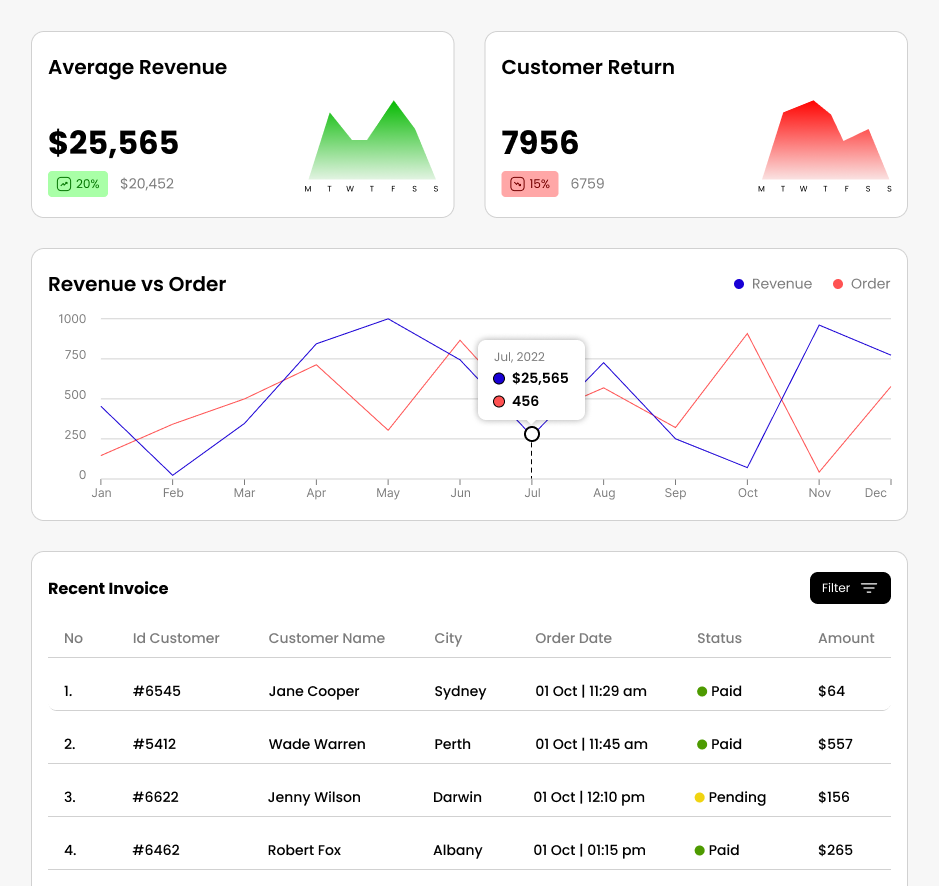 Average Revenue
$25,565
20% $20,452
M T W T F S S
Customer Return
7956
15% 6759
M T W T F S S
Revenue vs Order
Revenue Order
1000
750
500
250
0
Jan Feb Mar Apr May Jun Jul Aug Sep Oct Nov Dec
Jul, 2022
$25,565
456
Recent Invoice
Filter
No Id Customer Customer Name City Order Date Status Amount
1. #6545 Jane Cooper Sydney 01 Oct | 11:29 am Paid $64
2. #5412 Wade Warren Perth 01 Oct | 11:45 am Paid $557
3. #6622 Jenny Wilson Darwin 01 Oct | 12:10 pm Pending $156
4. #6462 Robert Fox Albany 01 Oct | 01:15 pm Paid $265